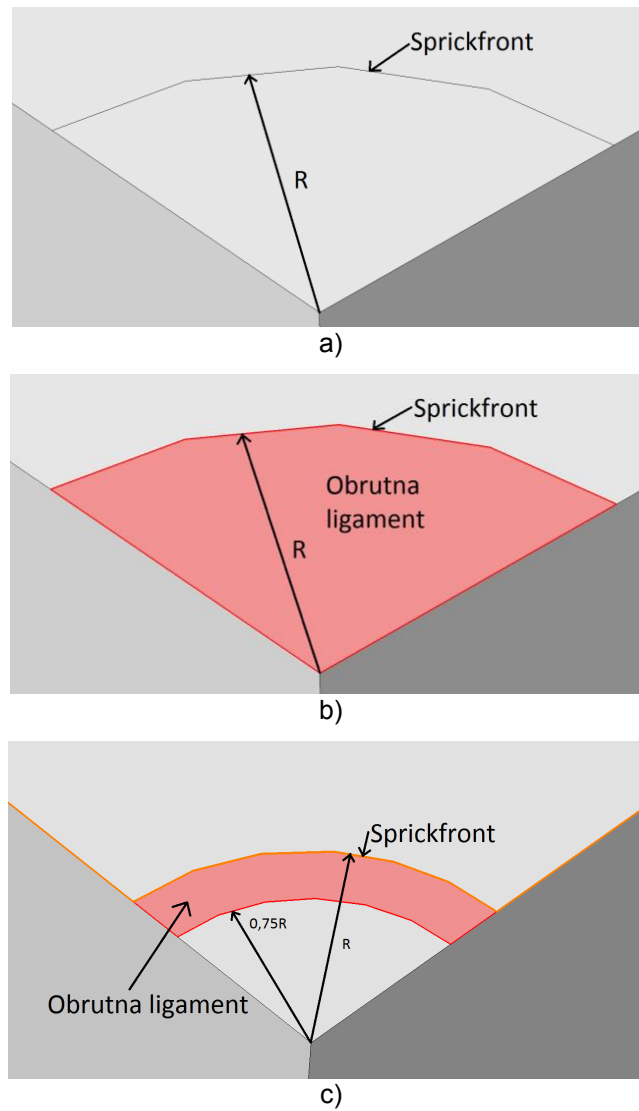 Sprickfront
R
a)
Sprickfront
Obrutna
ligament
R
b)
Sprickfront
0,75R
R
Obrutna ligament
c)